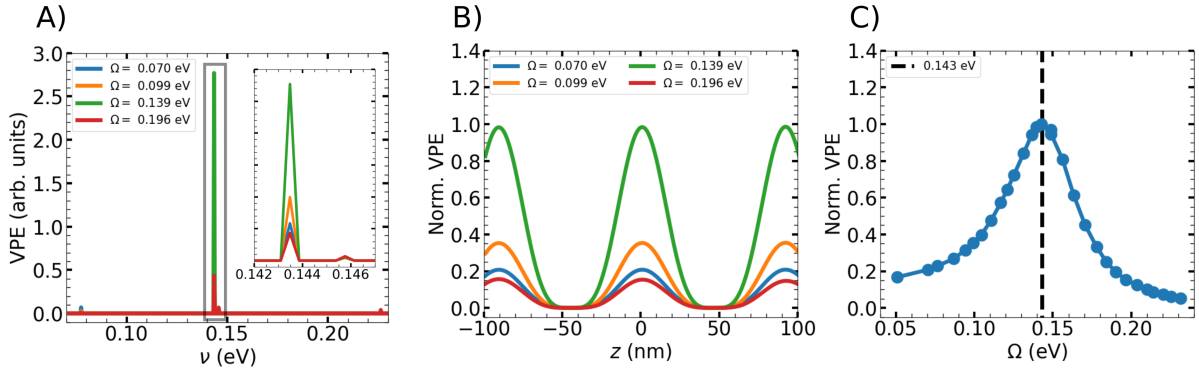 A)
B)
C)
VPE (arb. units)
3.0
2.5
2.0
1.5
1.0
0.5
0.0
Ω = 0.070 eV
Ω = 0.099 eV
Ω = 0.139 eV
Ω = 0.196 eV
0.142 0.144 0.146
0.10 0.15 0.20
ν (eV)
Norm. VPE
1.4
1.2
1.0
0.8
0.6
0.4
0.2
0.0
Ω = 0.070 eV Ω = 0.139 eV
Ω = 0.099 eV Ω = 0.196 eV
−100 −50 0 50 100
z (nm)
Norm. VPE
1.4
1.2
1.0
0.8
0.6
0.4
0.2
0.0
0.143 eV
0.05 0.10 0.15 0.20
Ω (eV)